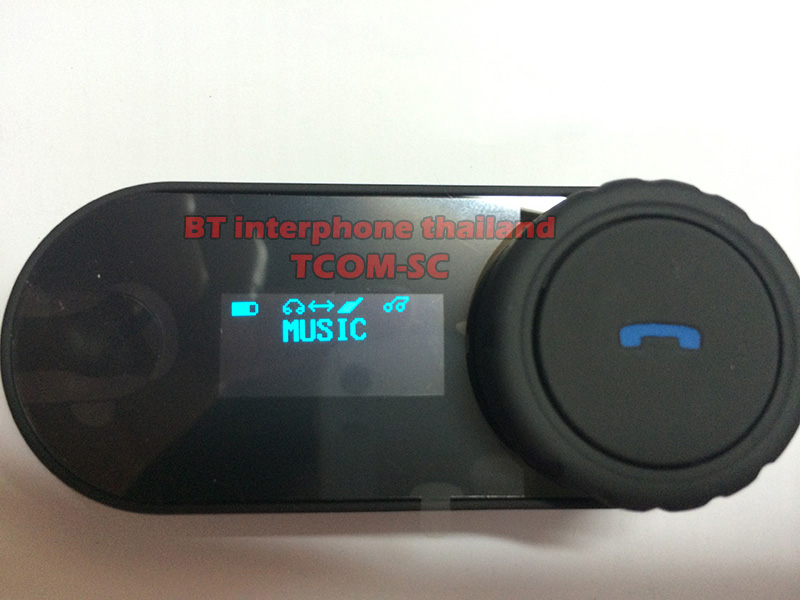 BT interphone thailand
TCOM-SC
MUSIC